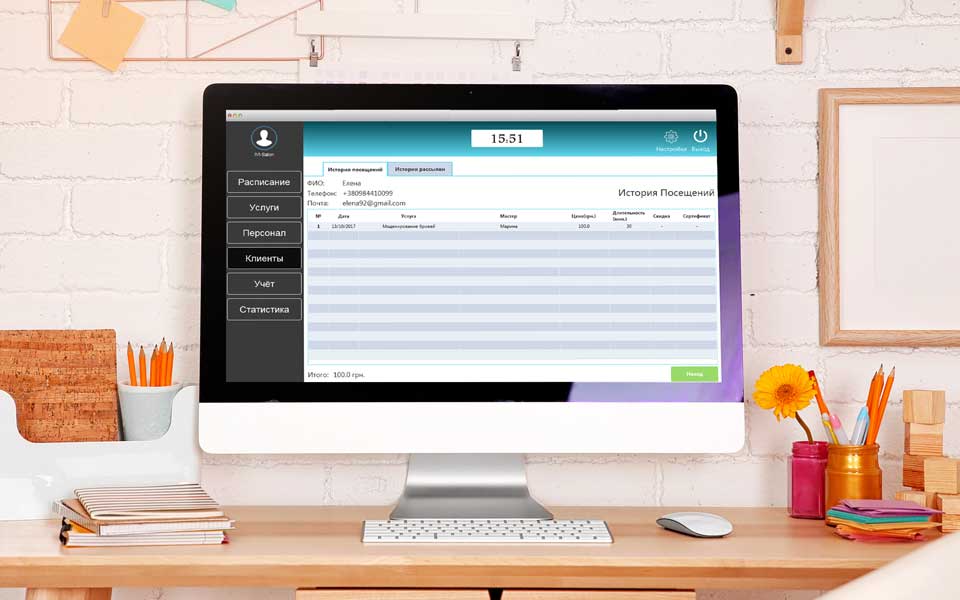 15:51
Настройки Выход
IM-Salon
Расписание
Услуги
Персонал
Клиенты
Учёт
Статистика
История посещений История рассылки
ФИО: Елена
Телефон: +380984410099
Почта: elena92@gmail.com
История Посещений
№ Дата Услуга Мастер Цена(грн.) Длительность (мин.) Скидка Сертификат
1 13/10/2017 Моделирование бровей Марина 100.0 30 - -
Итого: 100.0 грн.
Назад